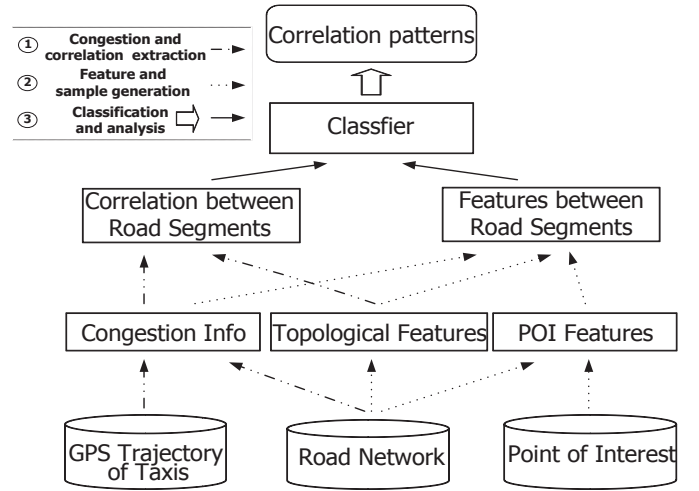 Correlation patterns
1 Congestion and
correlation extraction
2 Feature and
sample generation
3 Classification
and analysis
Classfier
Correlation between
Road Segments
Features between
Road Segments
Congestion Info
Topological Features
POI Features
GPS Trajectory
of Taxis
Road Network
Point of Interest